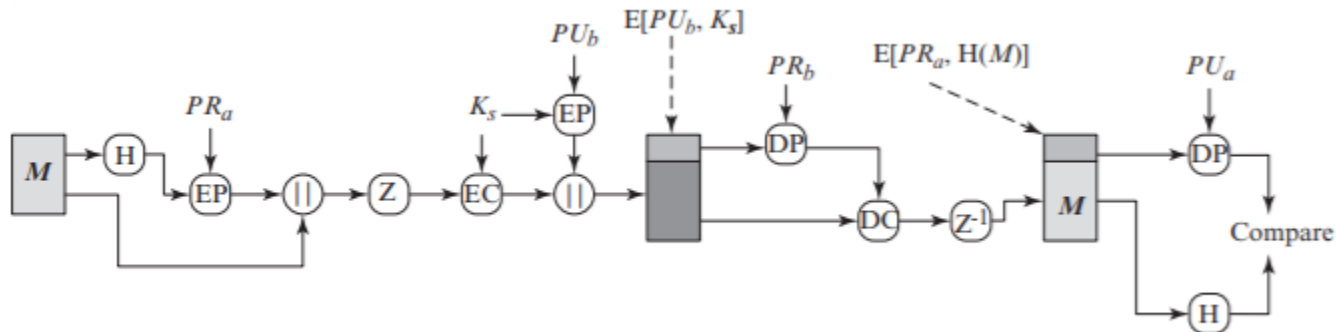 PU_b
E[PU_b, K_s]
PR_b
E[PR_a, H(M)]
PU_a
PR_a
K_s
EP
M
H
DP
DP
EP
||
Z
EC
||
DC
Z^-1
M
Compare
H